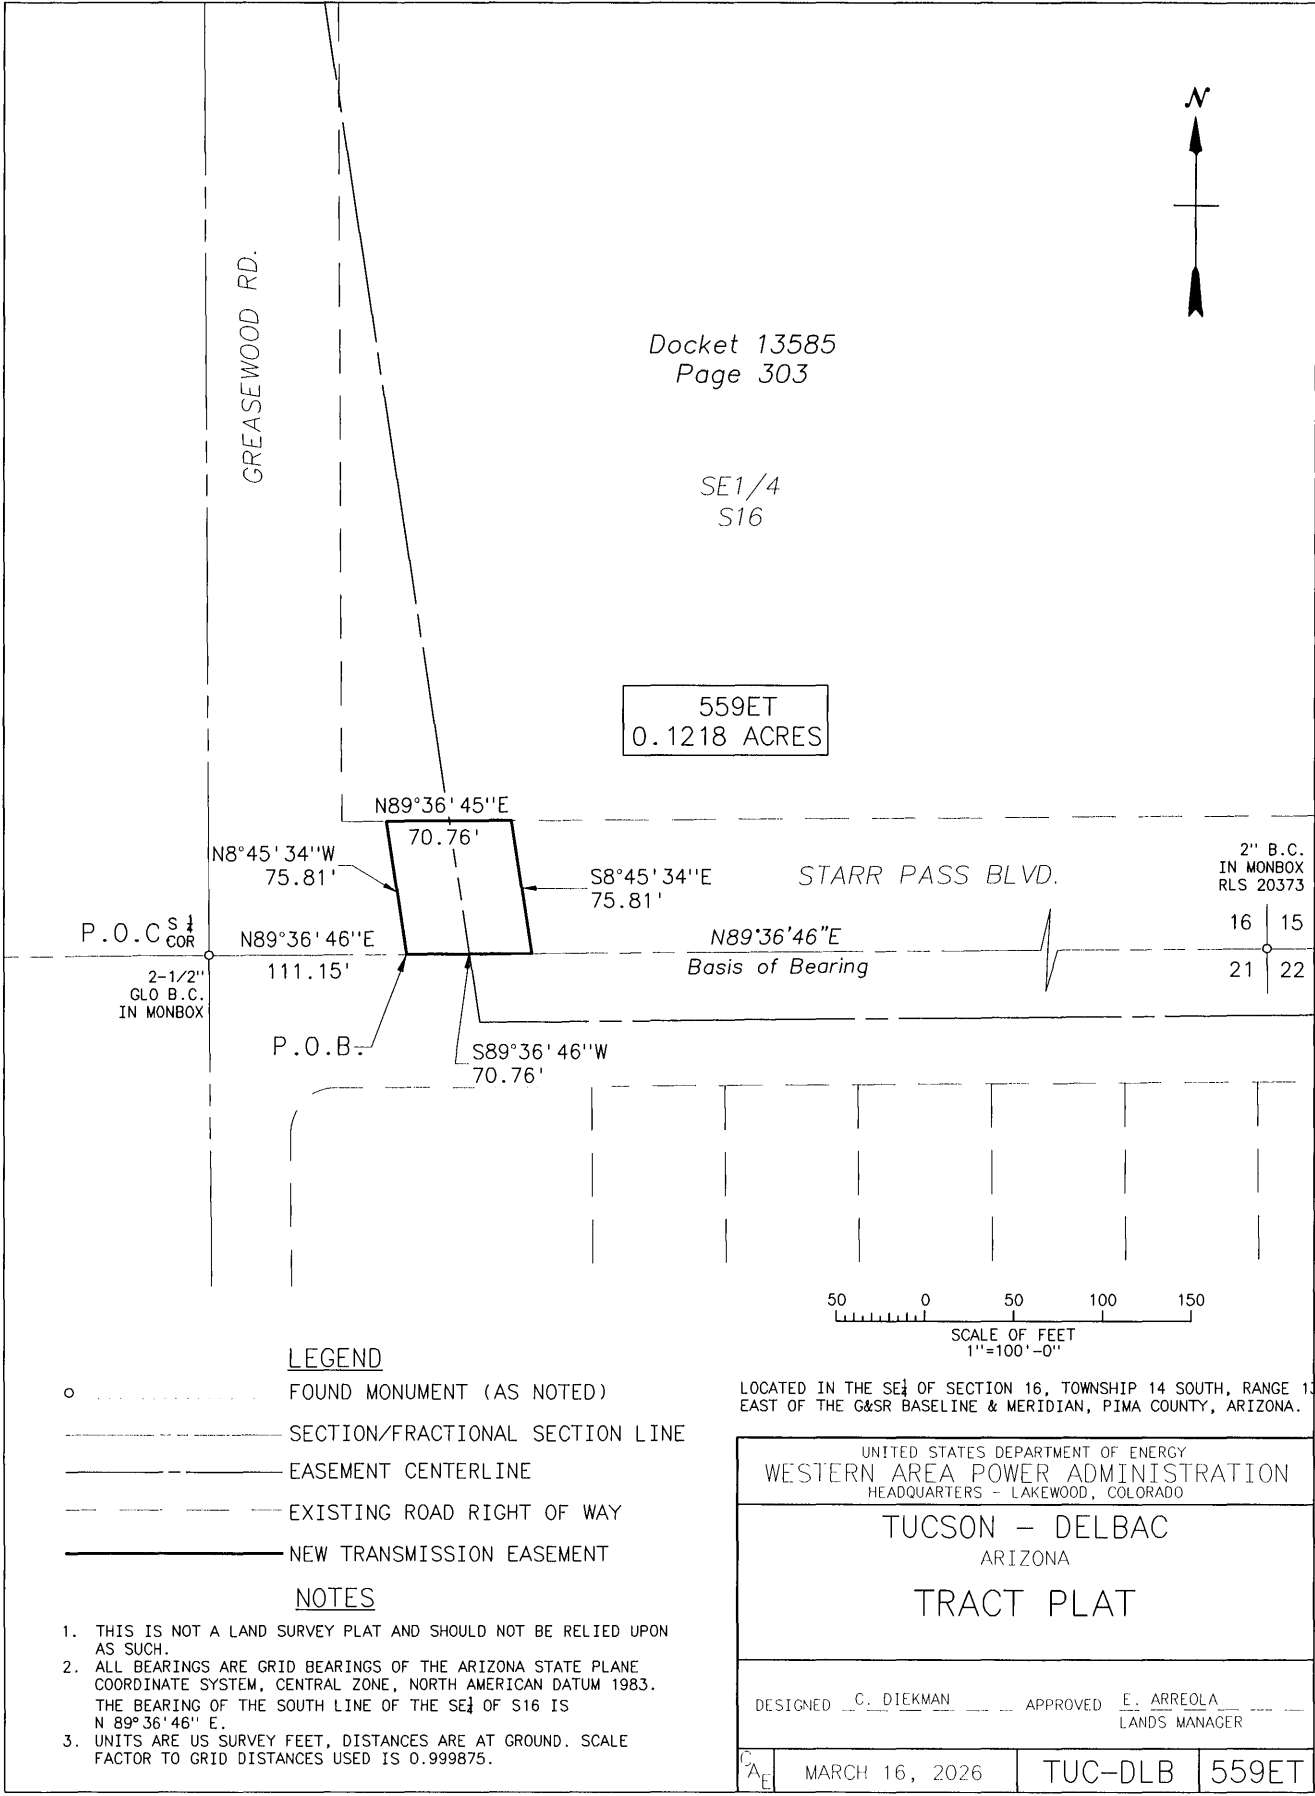 N
GREASEWOOD RD.
Docket 13585
Page 303
SE1/4
S16
559ET
0.1218 ACRES
N89°36'45''E
70.76'
N8°45'34''W
75.81'
S8°45'34''E
75.81'
STARR PASS BLVD.
2'' B.C.
IN MONBOX
RLS 20373
16 15
21 22
P.O.C S ¼
COR
N89°36'46''E
111.15'
N89°36'46"E
Basis of Bearing
2-1/2''
GLO B.C.
IN MONBOX
P.O.B.
S89°36'46''W
70.76'
50 0 50 100 150
SCALE OF FEET
1''=100'-0''
LEGEND
FOUND MONUMENT (AS NOTED)
SECTION/FRACTIONAL SECTION LINE
EASEMENT CENTERLINE
EXISTING ROAD RIGHT OF WAY
NEW TRANSMISSION EASEMENT
NOTES
1. THIS IS NOT A LAND SURVEY PLAT AND SHOULD NOT BE RELIED UPON
AS SUCH.
2. ALL BEARINGS ARE GRID BEARINGS OF THE ARIZONA STATE PLANE
COORDINATE SYSTEM, CENTRAL ZONE, NORTH AMERICAN DATUM 1983.
THE BEARING OF THE SOUTH LINE OF THE SE¼ OF S16 IS
N 89°36'46'' E.
3. UNITS ARE US SURVEY FEET, DISTANCES ARE AT GROUND. SCALE
FACTOR TO GRID DISTANCES USED IS 0.999875.
LOCATED IN THE SE¼ OF SECTION 16, TOWNSHIP 14 SOUTH, RANGE 13
EAST OF THE G&SR BASELINE & MERIDIAN, PIMA COUNTY, ARIZONA.
UNITED STATES DEPARTMENT OF ENERGY
WESTERN AREA POWER ADMINISTRATION
HEADQUARTERS - LAKEWOOD, COLORADO
TUCSON - DELBAC
ARIZONA
TRACT PLAT
DESIGNED C. DIEKMAN APPROVED E. ARREOLA
LANDS MANAGER
CAE MARCH 16, 2026 TUC-DLB 559ET